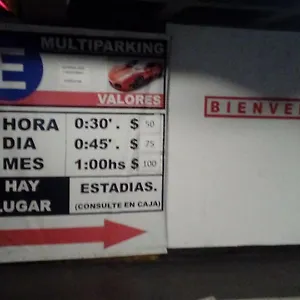 MULTIPARKING
E
VALORES
HORA 0:30'. $ 50
DIA 0:45'. $ 25
MES 1:00hs $ 100
HAY ESTADIAS.
LUGAR (CONSULTE EN CAJA)
BIENVE